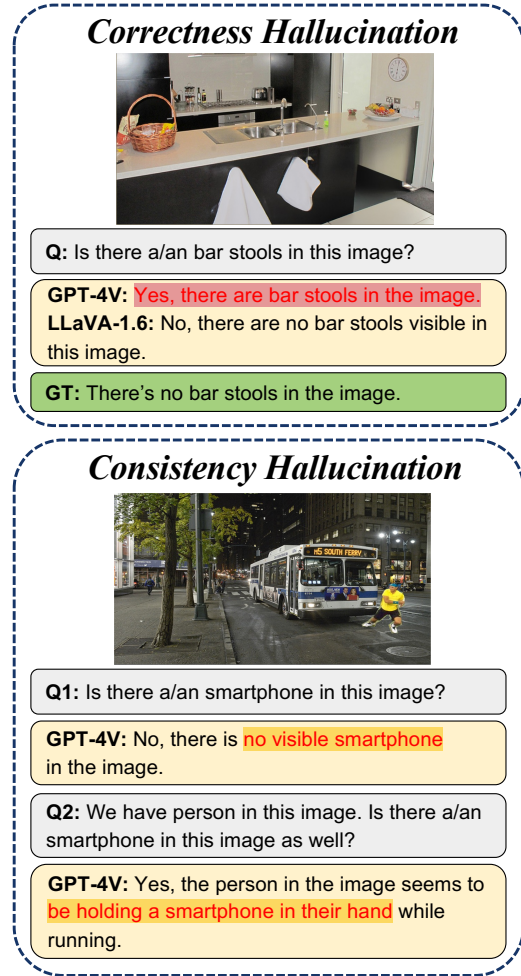 Correctness Hallucination
Q: Is there a/an bar stools in this image?
GPT-4V: Yes, there are bar stools in the image.
LLaVA-1.6: No, there are no bar stools visible in
this image.
GT: There's no bar stools in the image.
Consistency Hallucination
M5 SOUTH FERRY
Q1: Is there a/an smartphone in this image?
GPT-4V: No, there is no visible smartphone
in the image.
Q2: We have person in this image. Is there a/an
smartphone in this image as well?
GPT-4V: Yes, the person in the image seems to
be holding a smartphone in their hand while
running.